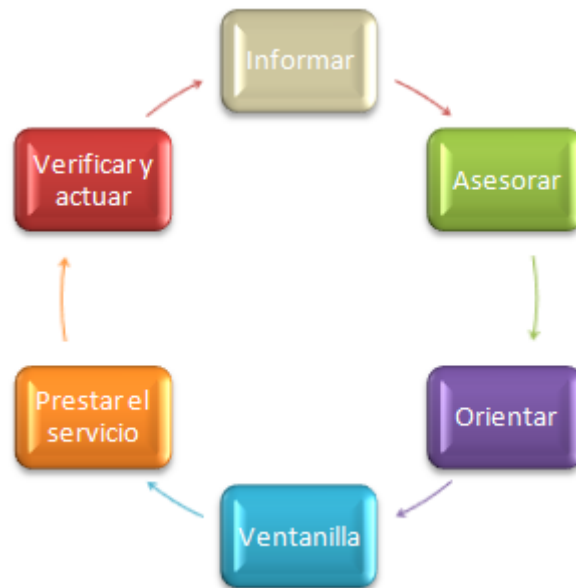 Informar
Asesorar
Orientar
Ventanilla
Prestar el
servicio
Verificar y
actuar